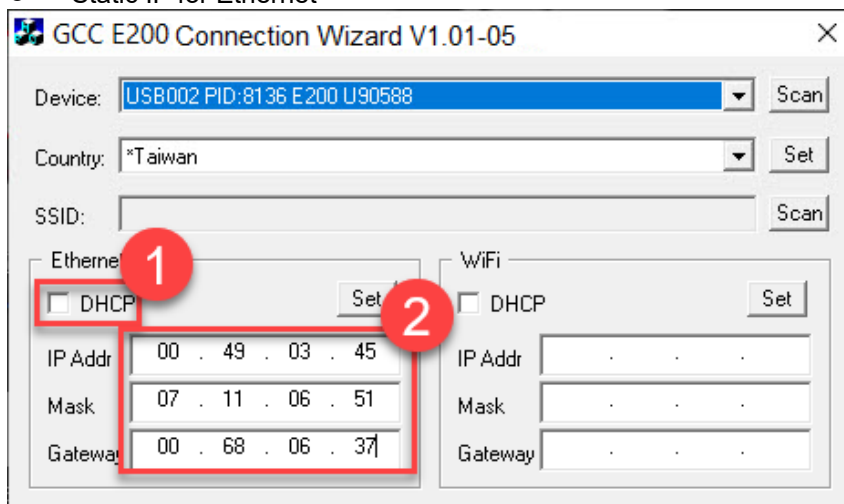 Static IP for Ethernet
GCC E200 Connection Wizard V1.01-05
Device: USB002 PID:8136 E200 U90588 Scan
Country: *Taiwan Set
SSID: Scan
1 WiFi
DHCP Set 2 DHCP Set
IP Addr 00 . 49 . 03 . 45 IP Addr . . .
Mask 07 . 11 . 06 . 51 Mask . . .
Gateway 00 . 68 . 06 . 37 Gateway . . .